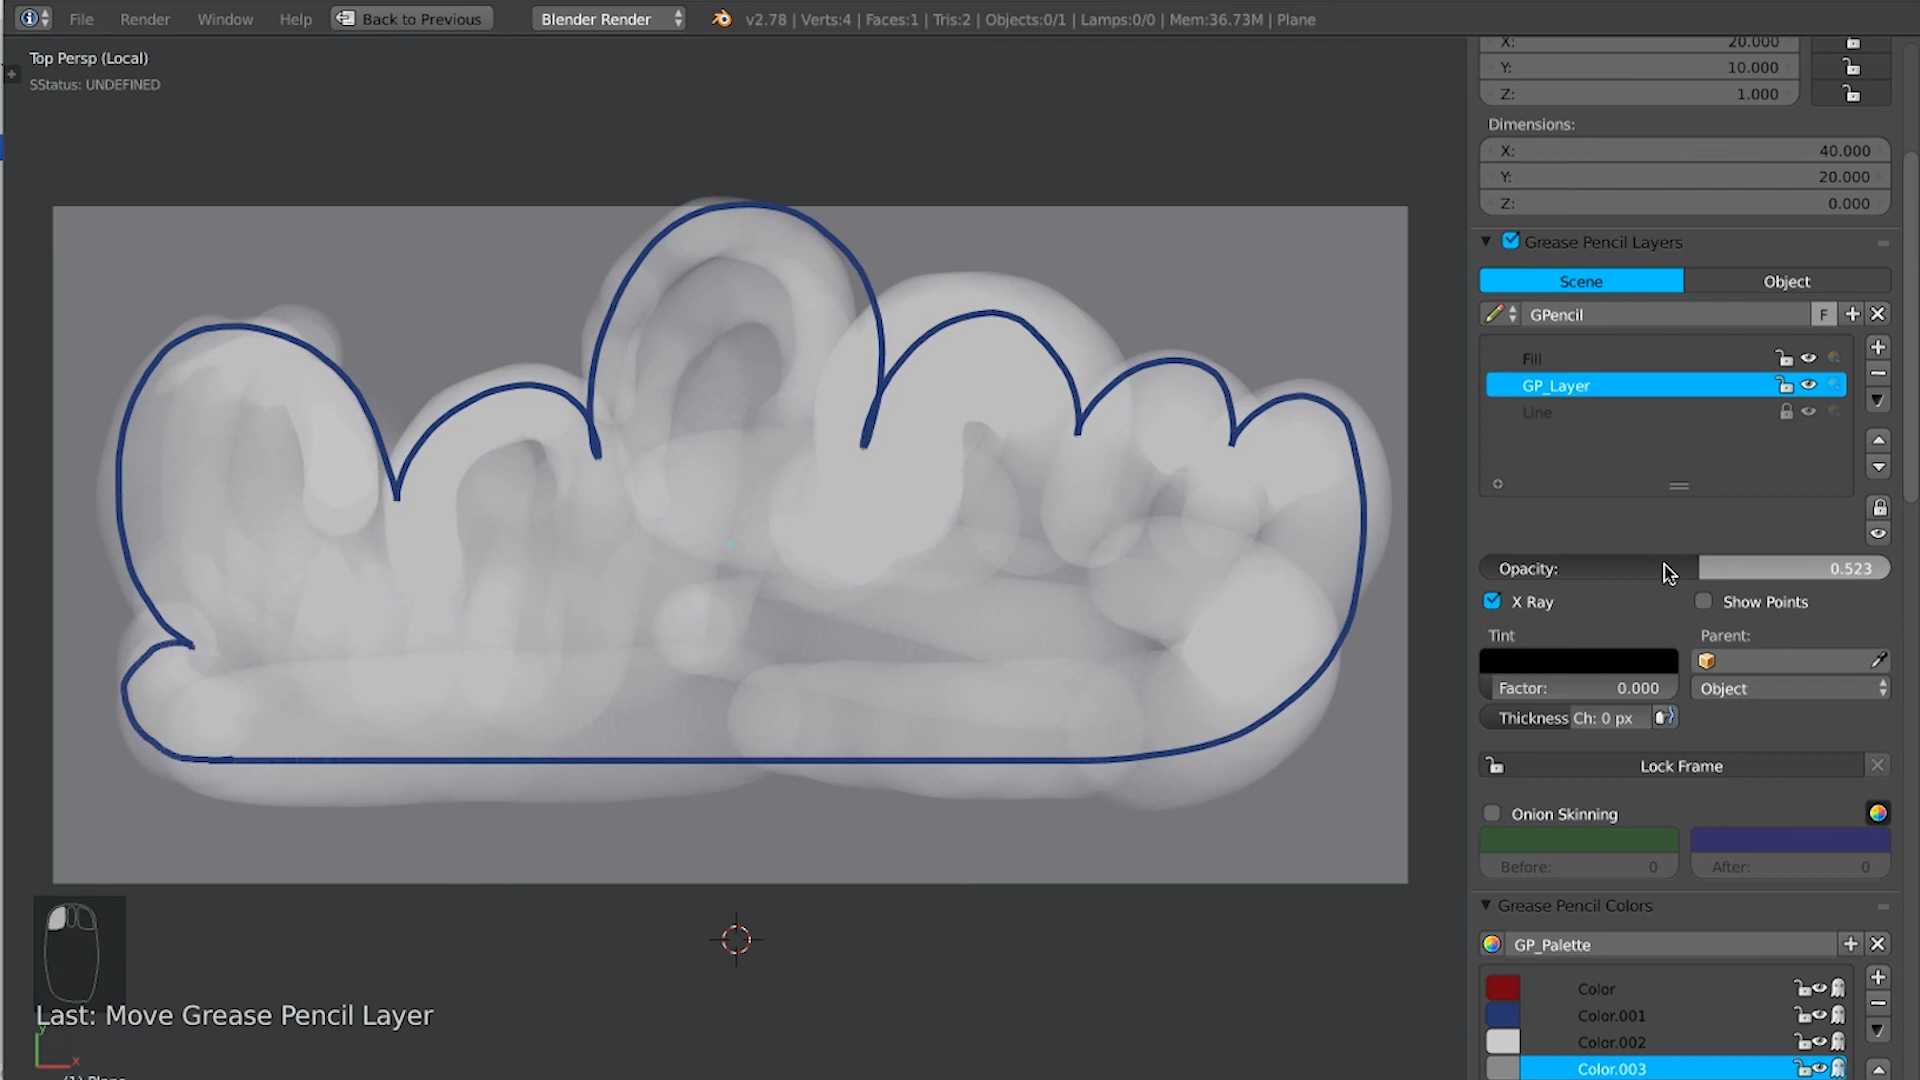 File Render Window Help Back to Previous Blender Render v2.78 | Verts:4 | Faces:1 | Tris:2 | Objects:0/1 | Lamps:0/0 | Mem:36.73M | Plane
Top Persp (Local)
SStatus: UNDEFINED
X: 20.000
Y: 10.000
Z: 1.000
Dimensions:
X: 40.000
Y: 20.000
Z: 0.000
Grease Pencil Layers
Scene Object
GPencil F
Fill
GP_Layer
Line
Opacity: 0.523
X Ray Show Points
Tint Parent:
Factor: 0.000 Object
Thickness Ch: 0 px
Lock Frame
Onion Skinning
Before: 0 After: 0
Grease Pencil Colors
GP_Palette
Color
Color.001
Color.002
Color.003
Last: Move Grease Pencil Layer
y
x
(1) Plane